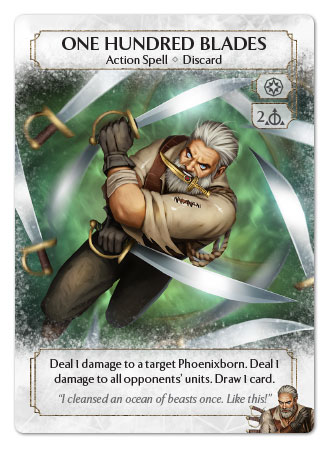 ONE HUNDRED BLADES
Action Spell ◇ Discard
2
Deal 1 damage to a target Phoenixborn. Deal 1
damage to all opponents' units. Draw 1 card.
"I cleansed an ocean of beasts once. Like this!"